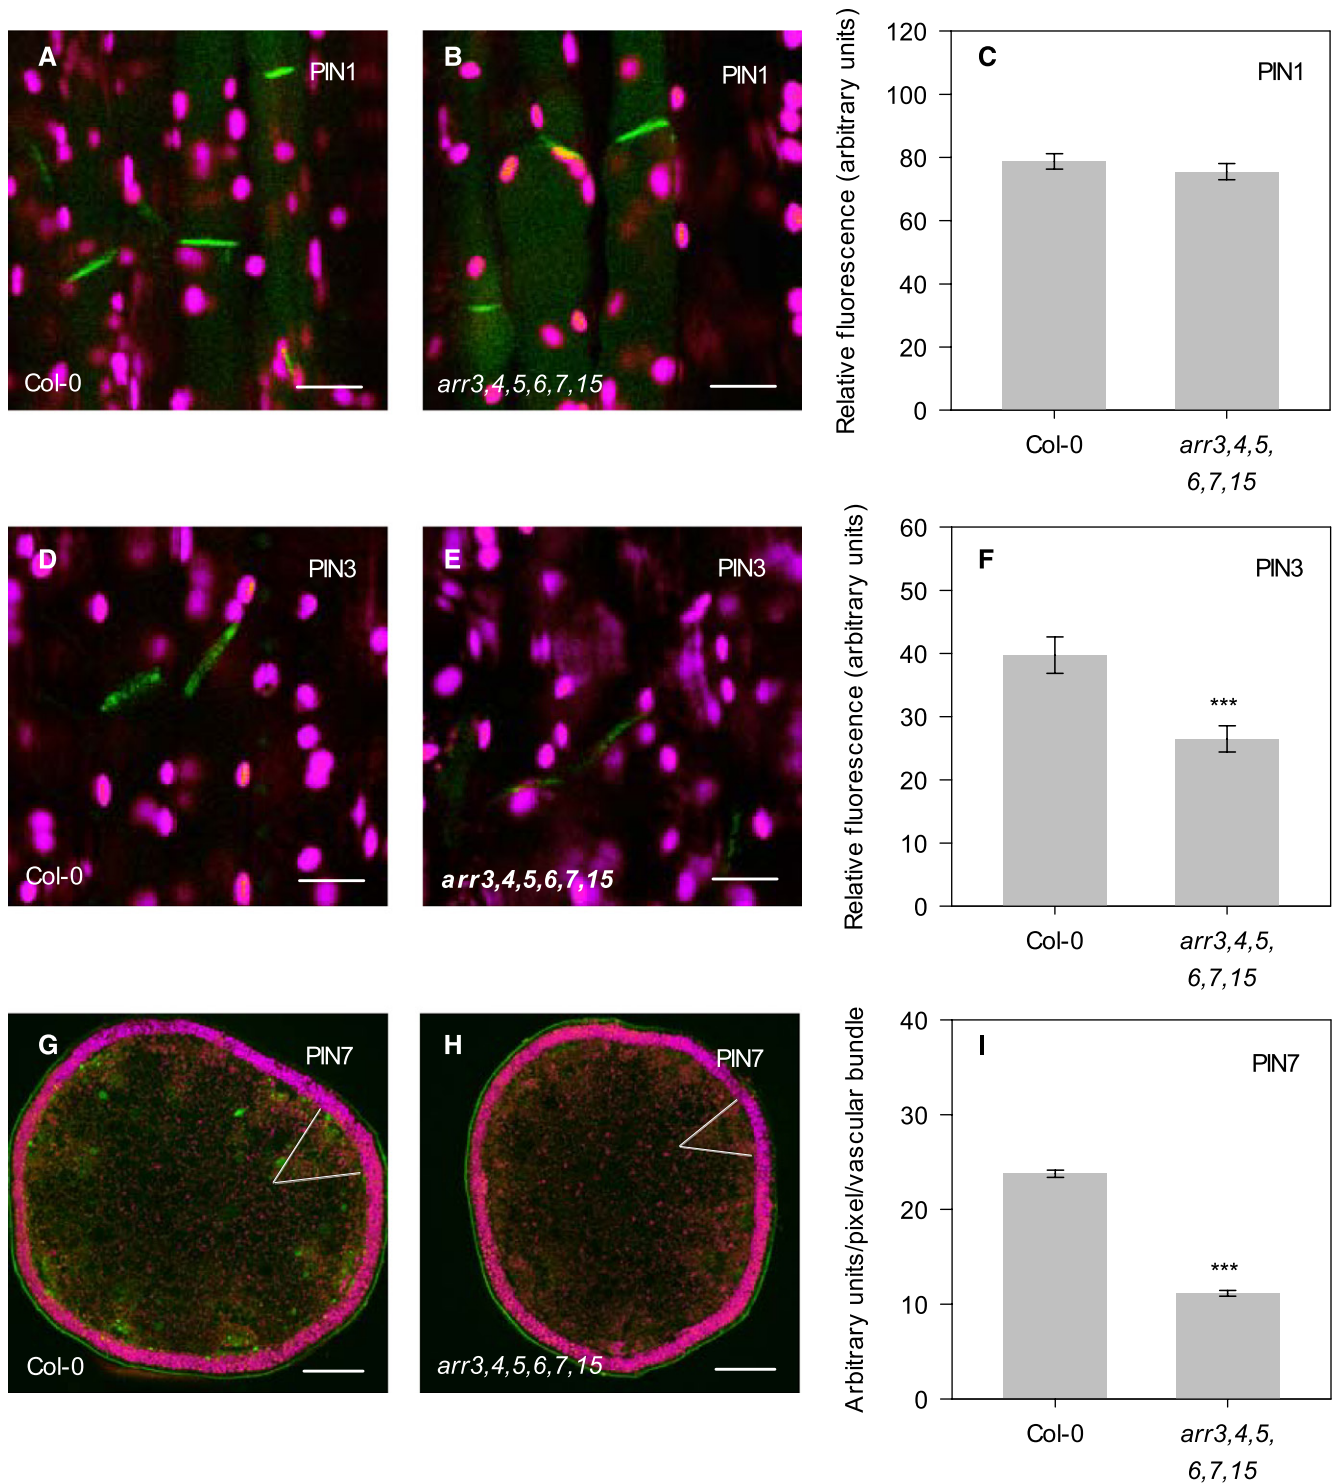 A
PIN1
Col-0
B
PIN1
arr3,4,5,6,7,15
Relative fluorescence (arbitrary units)
120
100
80
60
40
20
0
C
PIN1
Col-0
arr3,4,5,
6,7,15
D
PIN3
Col-0
E
PIN3
arr3,4,5,6,7,15
Relative fluorescence (arbitrary units)
60
50
40
30
20
10
0
F
PIN3
***
Col-0
arr3,4,5,
6,7,15
G
PIN7
Col-0
H
PIN7
arr3,4,5,6,7,15
Arbitrary units/pixel/vascular bundle
40
30
20
10
0
I
PIN7
***
Col-0
arr3,4,5,
6,7,15